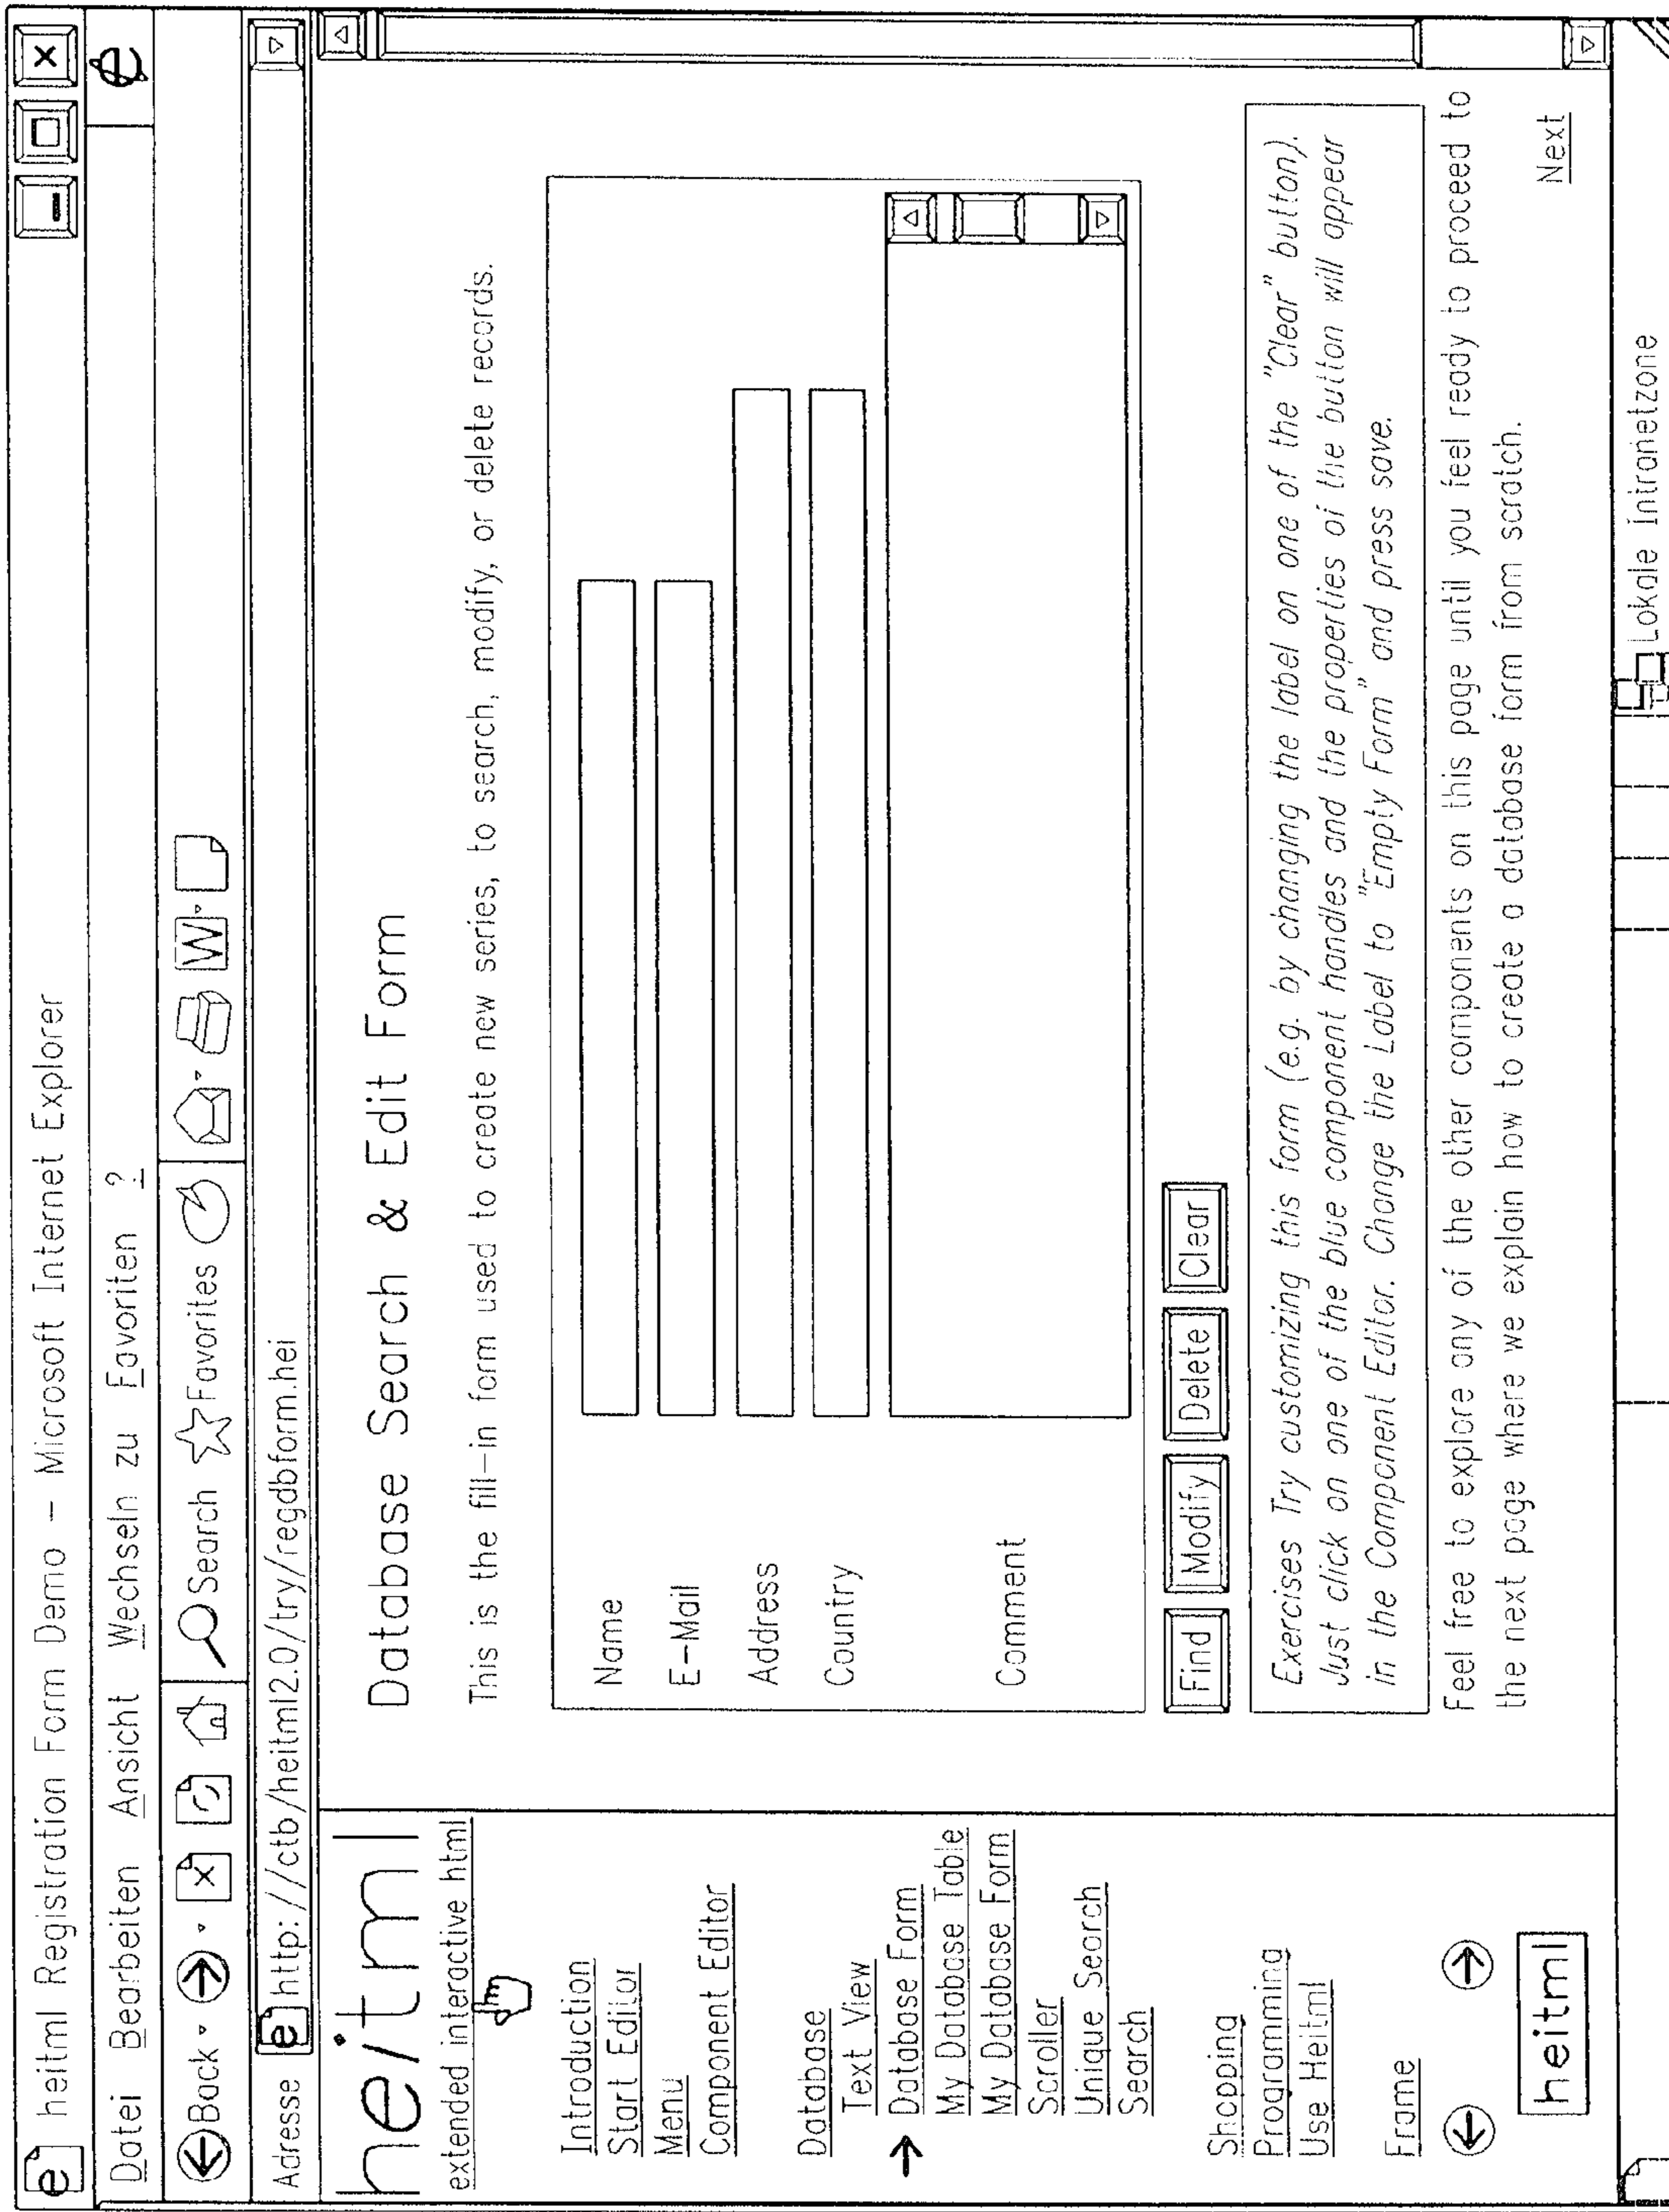 heitml Registration Form Demo – Microsoft Internet Explorer
Datei Bearbeiten Ansicht Wechseln zu Favoriten ?
Back Search Favorites W
Adresse http://ctb/heitml2.0/try/regdbform.hei
heitml
extended interactive html
Introduction
Start Editor
Menu
Component Editor
Database
Text View
Database Form
My Database Table
My Database Form
Scroller
Unique Search
Search
Shopping
Programming
Use Heitml
Frame
heitml
Database Search & Edit Form
This is the fill–in form used to create new series, to search, modify, or delete records.
Name
E–Mail
Address
Country
Comment
Find Modify Delete Clear
Exercises Try customizing this form (e.g. by changing the label on one of the "Clear" button).
Just click on one of the blue component handles and the properties of the button will appear
in the Component Editor. Change the Label to "Empty Form" and press save.
Feel free to explore any of the other components on this page until you feel ready to proceed to
the next page where we explain how to create a database form from scratch.
Next
Lokale Intranetzone